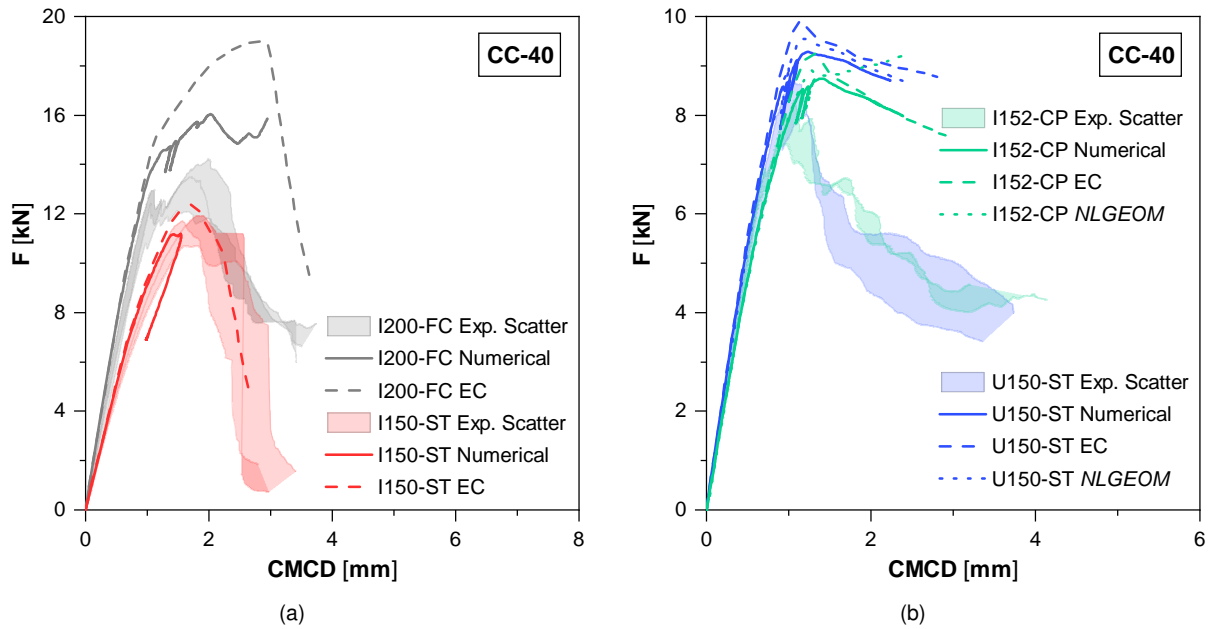 CC-40
20
16
12
8
4
0
F [kN]
I200-FC Exp. Scatter
I200-FC Numerical
I200-FC EC
I150-ST Exp. Scatter
I150-ST Numerical
I150-ST EC
0 2 4 6 8
CMCD [mm]
(a)
CC-40
10
8
6
4
2
0
F [kN]
I152-CP Exp. Scatter
I152-CP Numerical
I152-CP EC
I152-CP NLGEOM
U150-ST Exp. Scatter
U150-ST Numerical
U150-ST EC
U150-ST NLGEOM
0 2 4 6
CMCD [mm]
(b)